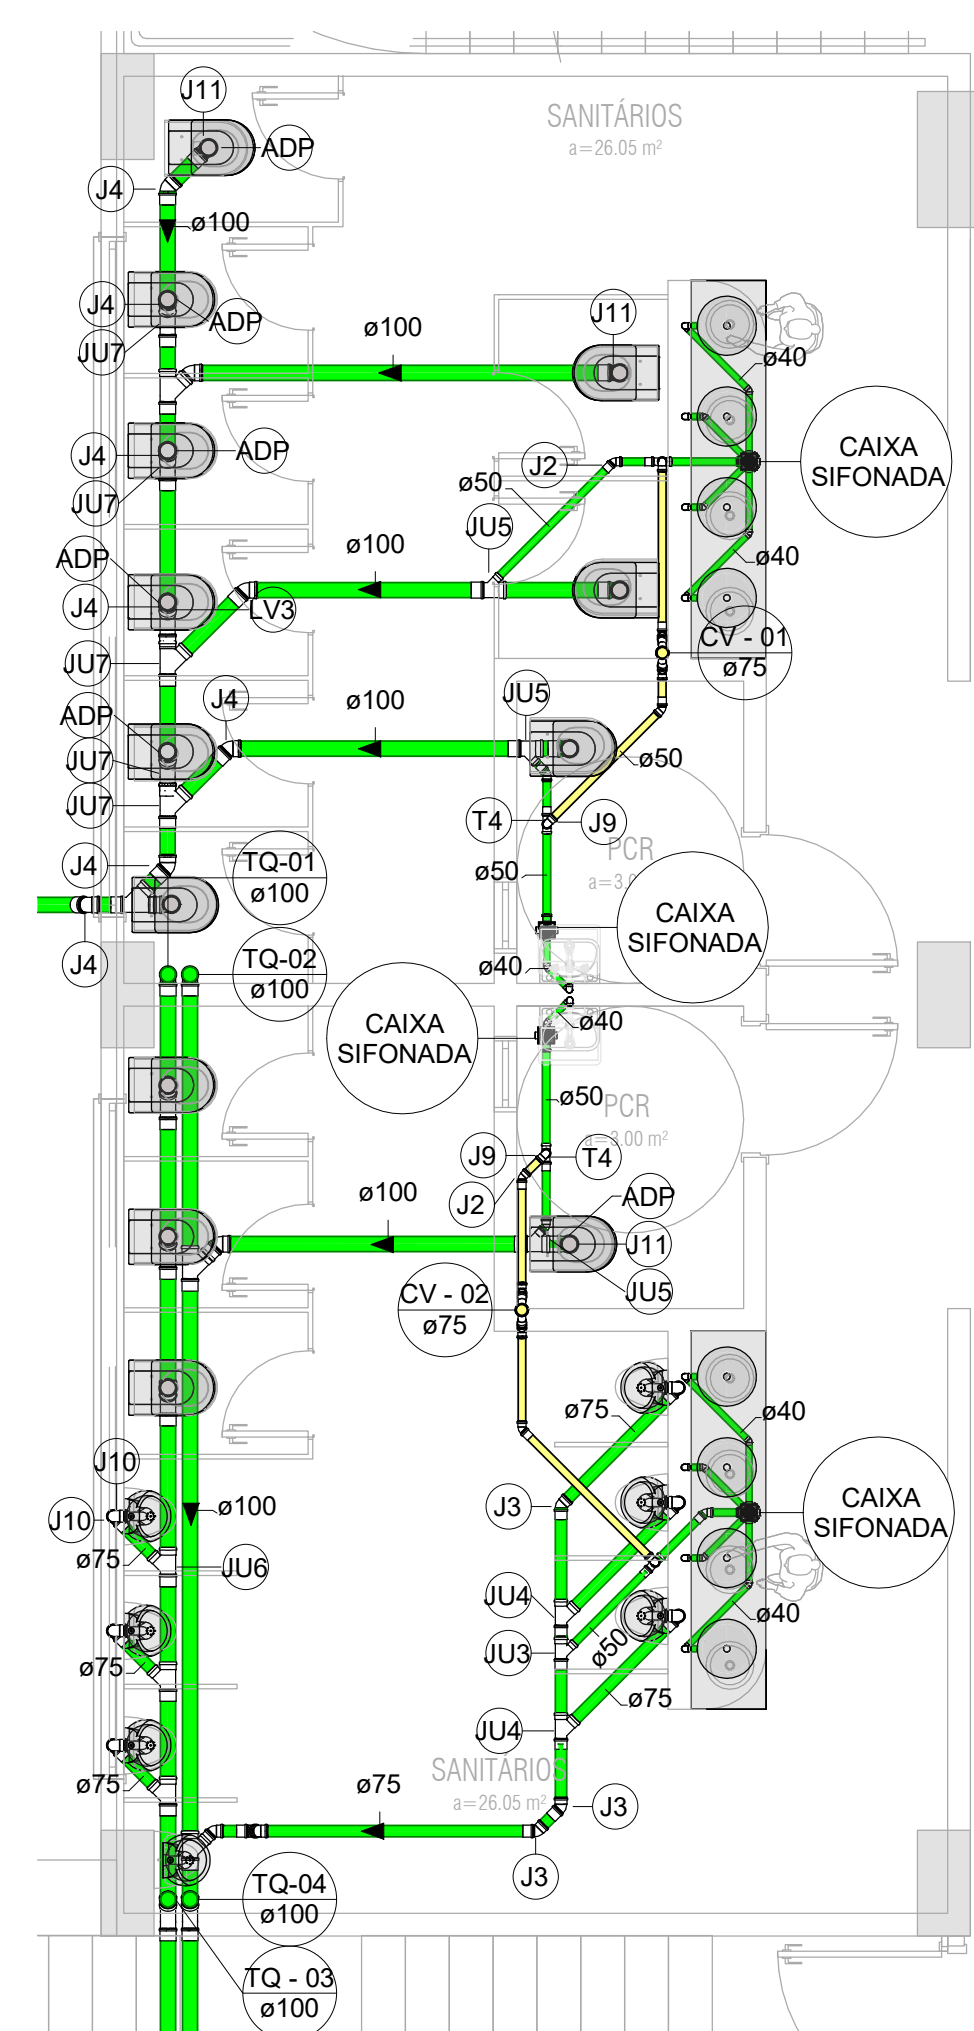 J11
SANITÁRIOS
a=26.05 m²
ADP
J4
ø100
J4
ADP
JU7
ø100
J11
ø40
J4
ADP
JU7
J2
ø50
CAIXA
SIFONADA
JU5
ø100
ø40
ADP
J4
LV3
JU7
CV - 01
ø75
J4
ADP
ø100
JU5
JU7
ø50
JU7
T4
J9
PCR
J4
TQ-01
ø100
ø50
CAIXA
SIFONADA
J4
TQ-02
ø100
ø40
CAIXA
SIFONADA
ø40
ø50
PCR
a=3.00 m²
J9
T4
J2
ø100
ADP
J11
JU5
CV - 02
ø75
ø75
ø40
J10
J10
ø100
J3
CAIXA
SIFONADA
ø75
JU6
JU4
ø50
ø40
JU3
ø75
ø75
JU4
SANITÁRIOS
a=26.05 m²
ø75
ø75
J3
J3
TQ-04
ø100
TQ - 03
ø100